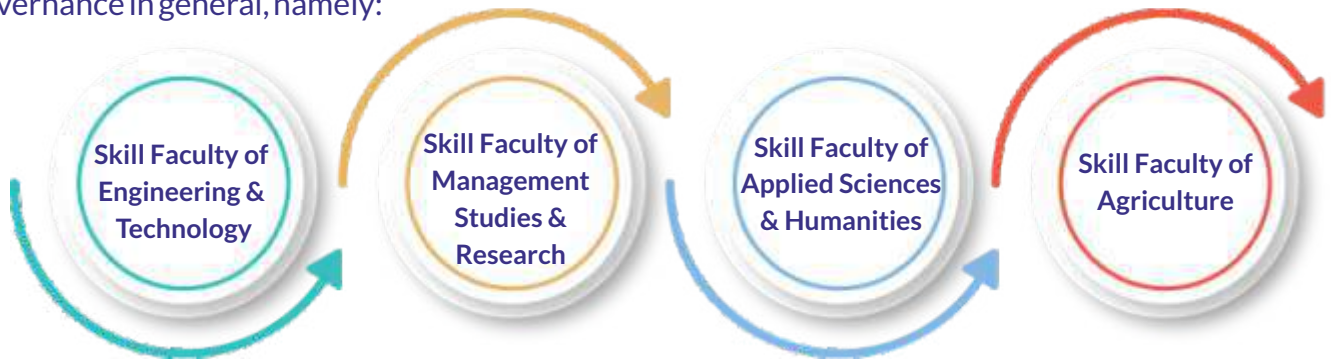 in general, namely:
Skill Faculty of
Engineering &
Technology
Skill Faculty of
Management
Studies &
Research
Skill Faculty of
Applied Sciences
& Humanities
Skill Faculty of
Agriculture